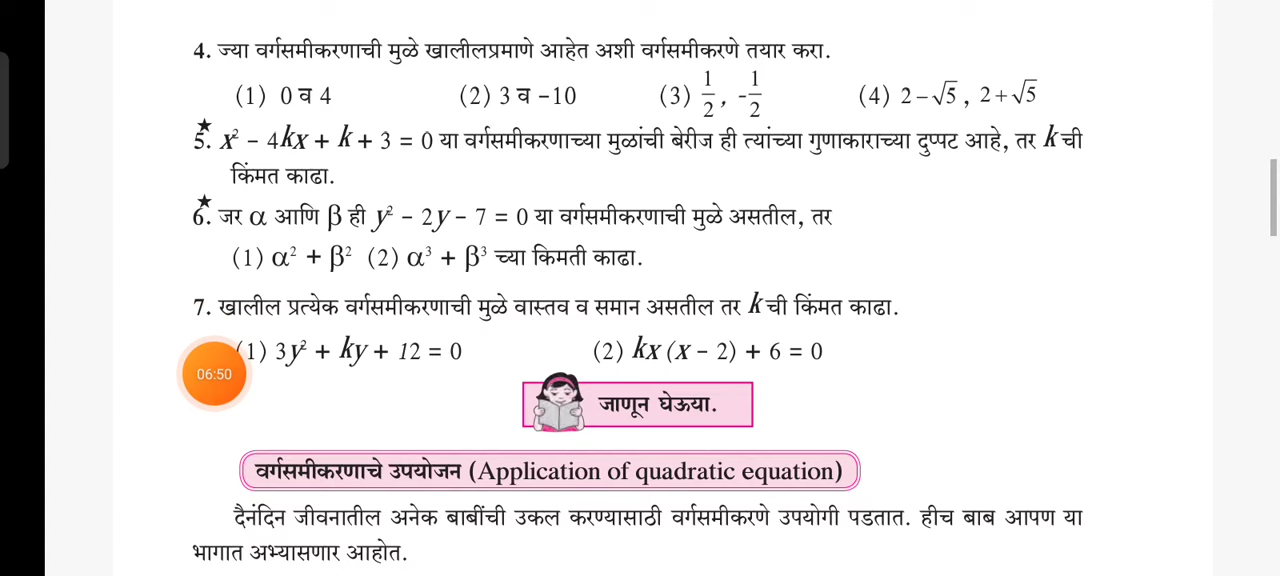 4. ज्या वर्गसमीकरणाची मुळे खालीलप्रमाणे आहेत अशी वर्गसमीकरणे तयार करा.
(1) 0 व 4 (2) 3 व -10 (3) 1/2, -1/2 (4) 2-√5, 2+√5
★5. x² - 4kx + k + 3 = 0 या वर्गसमीकरणाच्या मुळांची बेरीज ही त्यांच्या गुणाकाराच्या दुप्पट आहे, तर k ची
किंमत काढा.
★6. जर α आणि β ही y² - 2y - 7 = 0 या वर्गसमीकरणाची मुळे असतील, तर
(1) α² + β² (2) α³ + β³ च्या किमती काढा.
7. खालील प्रत्येक वर्गसमीकरणाची मुळे वास्तव व समान असतील तर k ची किंमत काढा.
(1) 3y² + ky + 12 = 0 (2) kx (x - 2) + 6 = 0
06:50
जाणून घेऊया.
वर्गसमीकरणाचे उपयोजन (Application of quadratic equation)
दैनंदिन जीवनातील अनेक बाबींची उकल करण्यासाठी वर्गसमीकरणे उपयोगी पडतात. हीच बाब आपण या
भागात अभ्यासणार आहोत.